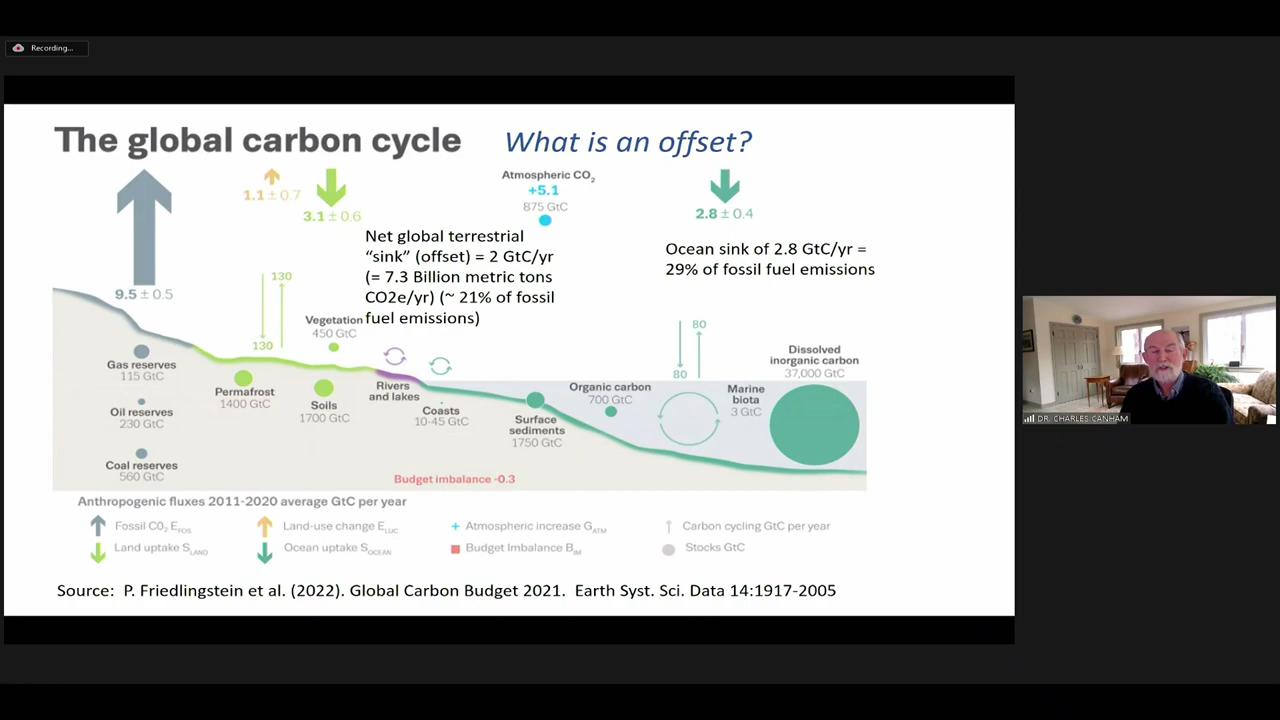 Recording...
The global carbon cycle What is an offset?
Atmospheric CO2
+5.1
875 GtC
1.1 ± 0.7
3.1 ± 0.6
2.8 ± 0.4
Net global terrestrial
“sink” (offset) = 2 GtC/yr
(= 7.3 Billion metric tons
CO2e/yr) (~ 21% of fossil
fuel emissions)
Ocean sink of 2.8 GtC/yr =
29% of fossil fuel emissions
9.5 ± 0.5
130
130
Vegetation
450 GtC
80
80
Gas reserves
115 GtC
Permafrost
1400 GtC
Soils
1700 GtC
Rivers
and lakes
Coasts
10-45 GtC
Surface
sediments
1750 GtC
Organic carbon
700 GtC
Marine
biota
3 GtC
Dissolved
inorganic carbon
37,000 GtC
Oil reserves
230 GtC
Coal reserves
560 GtC
Budget imbalance -0.3
Anthropogenic fluxes 2011-2020 average GtC per year
Fossil C02 EFOS
Land-use change ELUC
+ Atmospheric increase GATM
Carbon cycling GtC per year
Land uptake SLAND
Ocean uptake SOCEAN
Budget Imbalance BIM
Stocks GtC
Source: P. Friedlingstein et al. (2022). Global Carbon Budget 2021. Earth Syst. Sci. Data 14:1917-2005
DR. CHARLES CANHAM